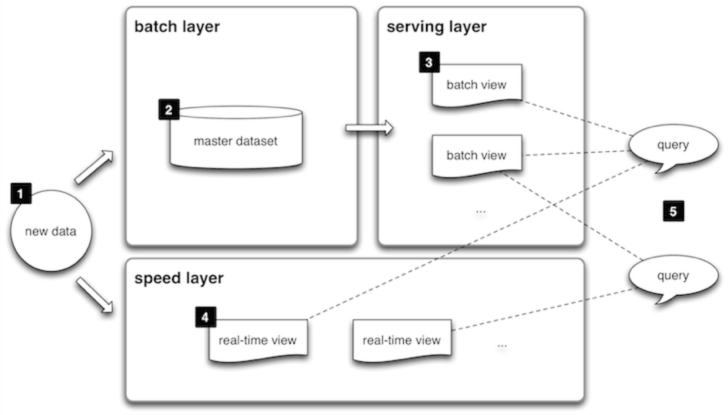 batch layer
serving layer
3
batch view
2
master dataset
batch view
query
1
...
5
new data
speed layer
query
4
real-time view
real-time view
...